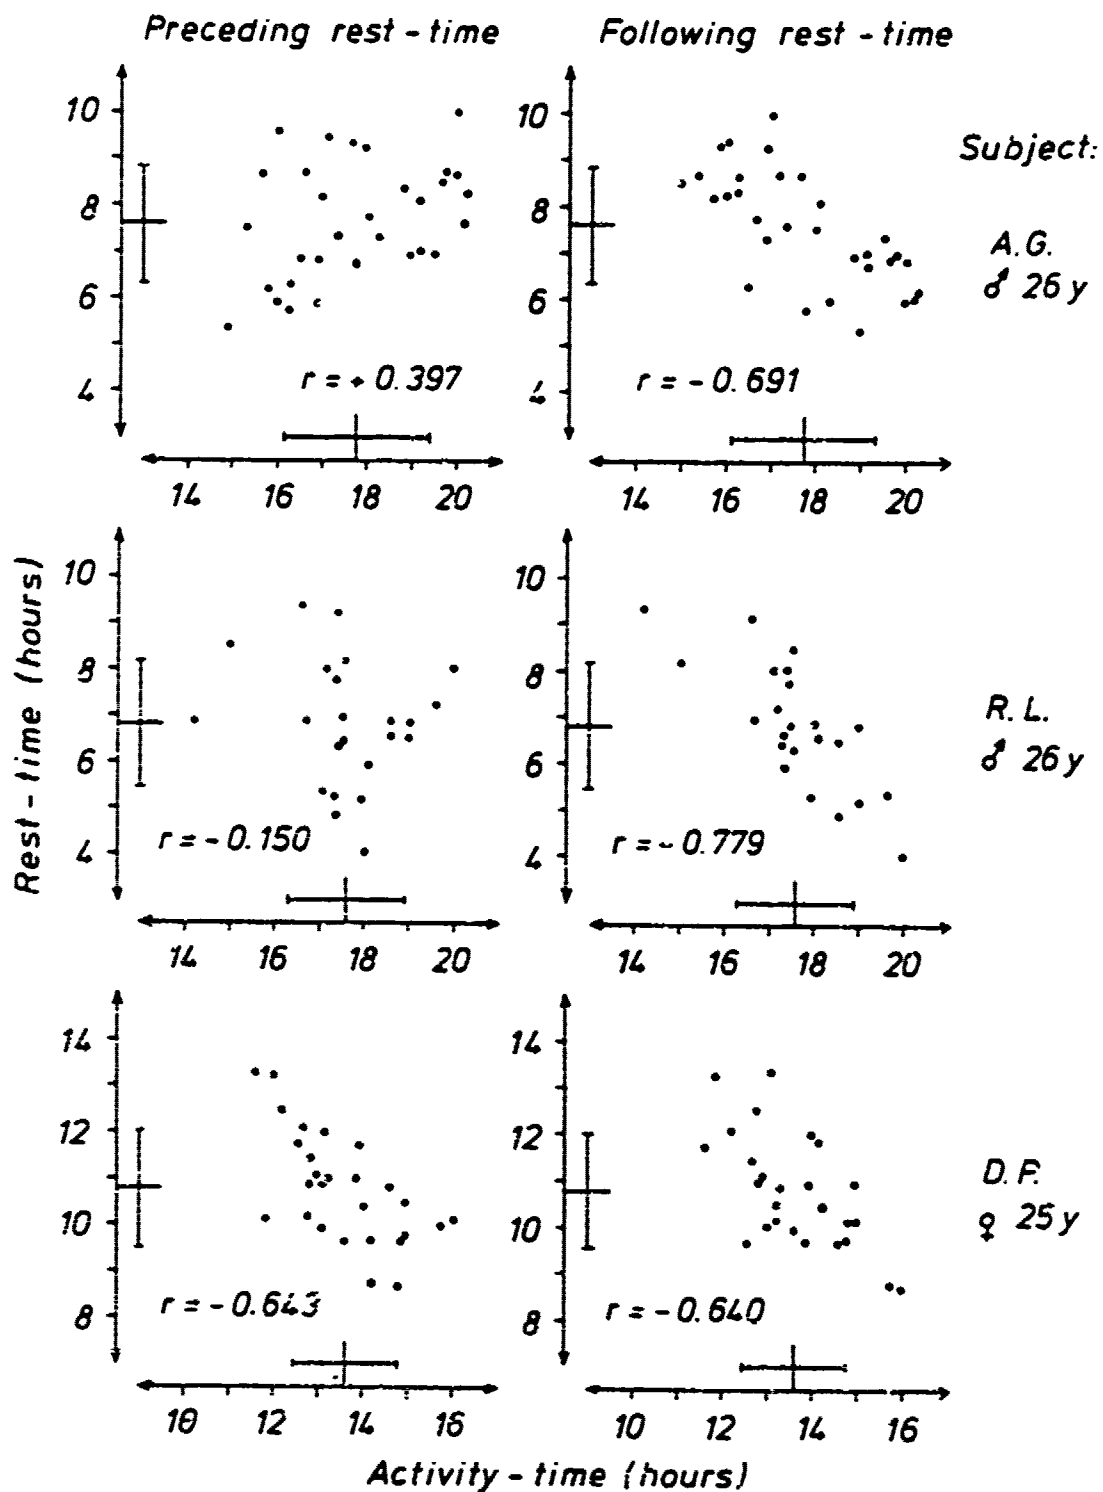 Preceding rest-time
Following rest-time
Subject:
10
8
6
4
r = + 0.397
14 16 18 20
10
8
6
4
r = - 0.691
14 16 18 20
A.G.
♂ 26 y
Rest-time (hours)
10
8
6
4
r = - 0.150
14 16 18 20
10
8
6
4
r = - 0.779
14 16 18 20
R.L.
♂ 26 y
14
12
10
8
r = - 0.643
10 12 14 16
14
12
10
8
r = - 0.640
10 12 14 16
D.P.
♀ 25 y
Activity-time (hours)